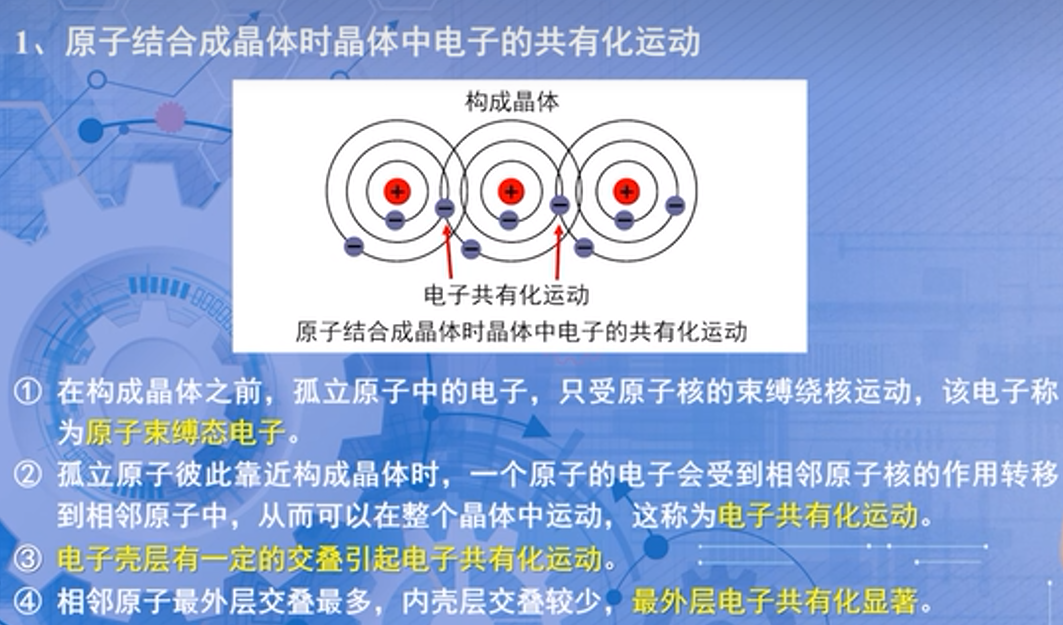 1、原子结合成晶体时晶体中电子的共有化运动
构成晶体
电子共有化运动
原子结合成晶体时晶体中电子的共有化运动
① 在构成晶体之前，孤立原子中的电子，只受原子核的束缚绕核运动，该电子称
为原子束缚态电子。
② 孤立原子彼此靠近构成晶体时，一个原子的电子会受到相邻原子核的作用转移
到相邻原子中，从而可以在整个晶体中运动，这称为电子共有化运动。
③ 电子壳层有一定的交叠引起电子共有化运动。
④ 相邻原子最外层交叠最多，内壳层交叠较少，最外层电子共有化显著。